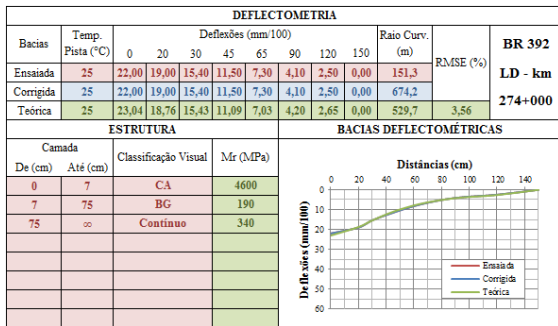 DEFLECTOMETRIA
Bacias Temp. Pista (°C) Deflexões (mm/100) Raio Curv. (m) RMSE (%) BR 392
0 20 30 45 65 90 120 150
Ensaiada 25 22,00 19,00 15,40 11,50 7,30 4,10 2,50 0,00 151,3 LD - km
Corrigida 25 22,00 19,00 15,40 11,50 7,30 4,10 2,50 0,00 674,2 274+000
Teórica 25 23,04 18,76 15,43 11,09 7,03 4,20 2,65 0,00 529,7 3,56
ESTRUTURA BACIAS DEFLECTOMÉTRICAS
Camada Classificação Visual Mr (MPa)
De (cm) Até (cm)
0 7 CA 4600
7 75 BG 190
75 ∞ Contínuo 340
Distâncias (cm)
0 20 40 60 80 100 120 140
Deflexões (mm/100)
0
10
20
30
40
50
60
Ensaiada
Corrigida
Teórica